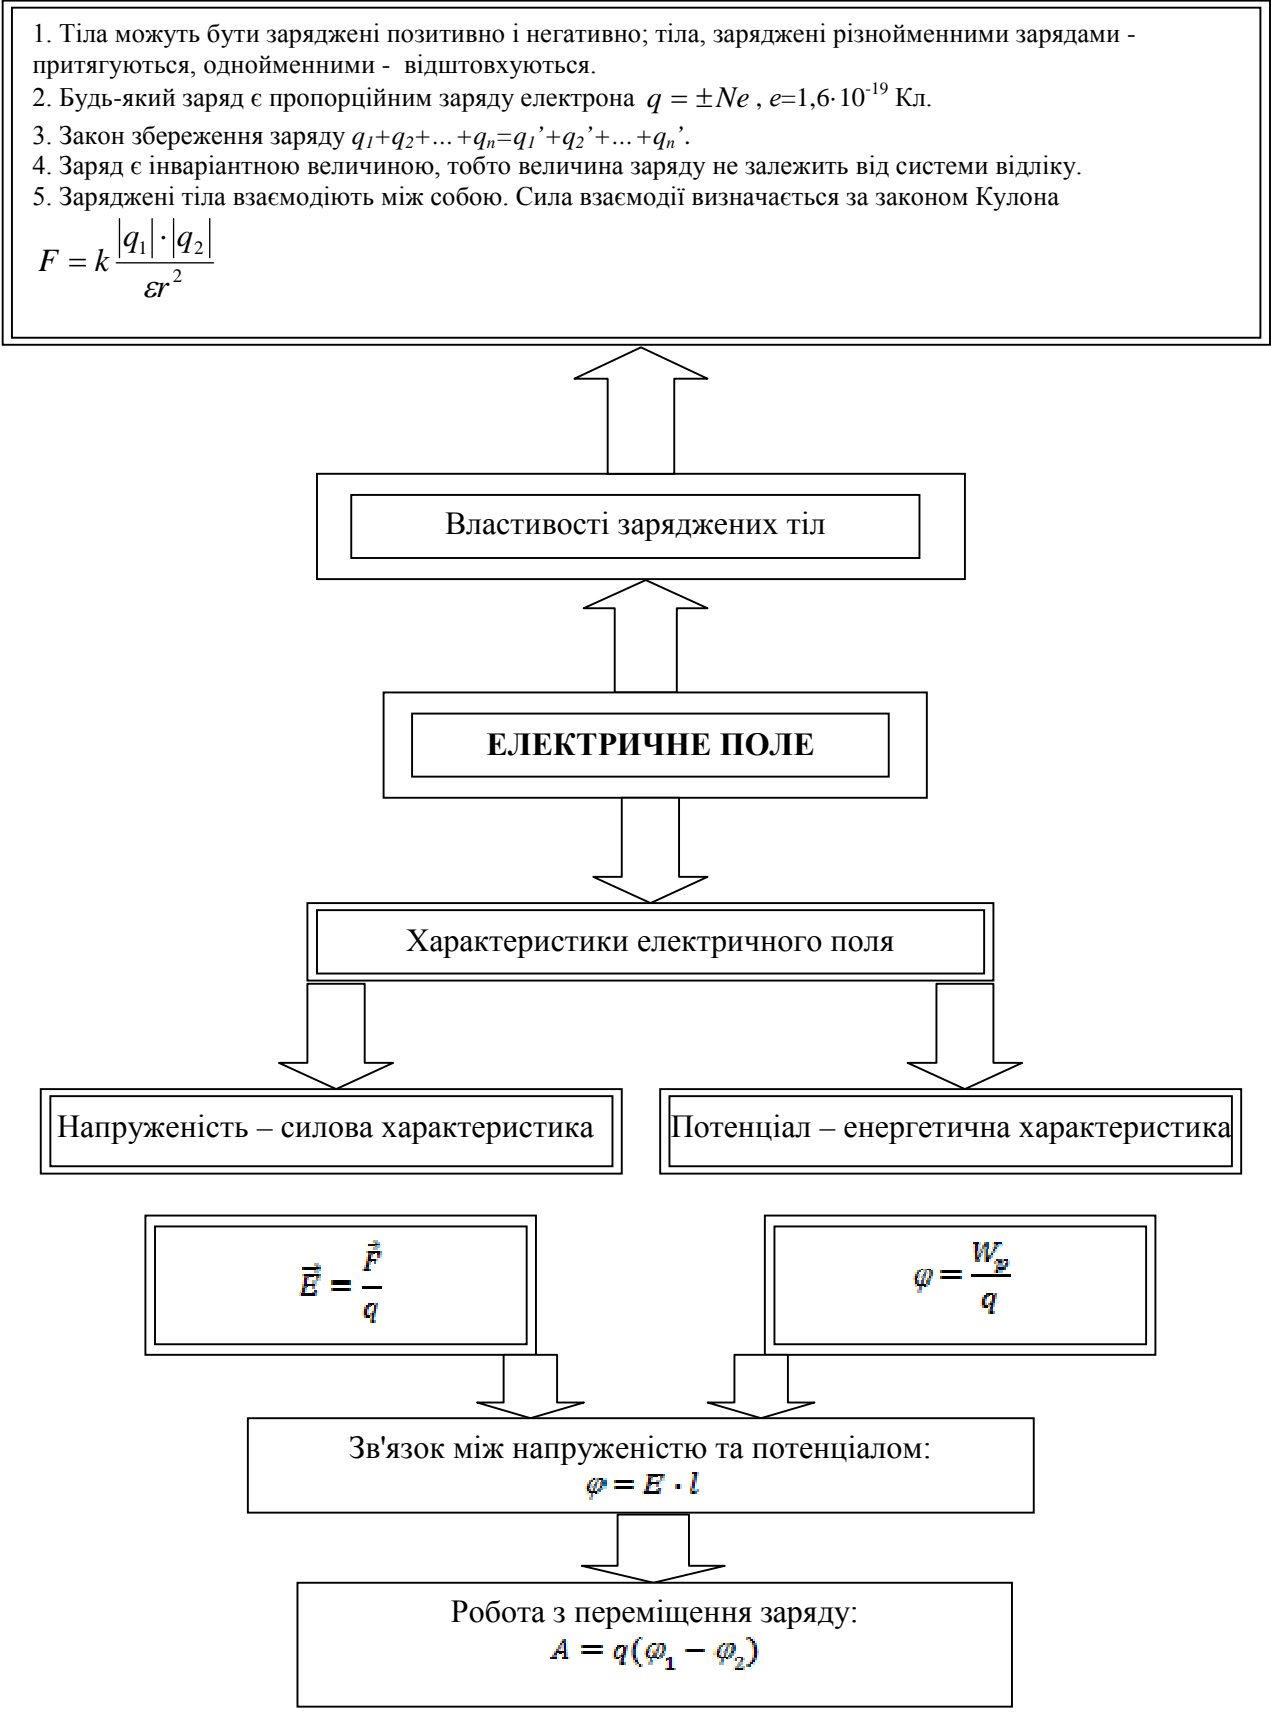 1. Тіла можуть бути заряджені позитивно і негативно; тіла, заряджені різнойменними зарядами -
притягуються, однойменними -  відштовхуються.
2. Будь-який заряд є пропорційним заряду електрона q = ±Ne , e=1,6·10⁻¹⁹ Кл.
3. Закон збереження заряду q₁+q₂+…+qₙ=q₁’+q₂’+…+qₙ’.
4. Заряд є інваріантною величиною, тобто величина заряду не залежить від системи відліку.
5. Заряджені тіла взаємодіють між собою. Сила взаємодії визначається за законом Кулона
F = k |q₁|·|q₂| / εr²
Властивості заряджених тіл
ЕЛЕКТРИЧНЕ ПОЛЕ
Характеристики електричного поля
Напруженість – силова характеристика
Потенціал – енергетична характеристика
E⃗ = F⃗ / q
φ = Wₚ / q
Зв'язок між напруженістю та потенціалом:
φ = E · l
Робота з переміщення заряду:
A = q(φ₁ − φ₂)